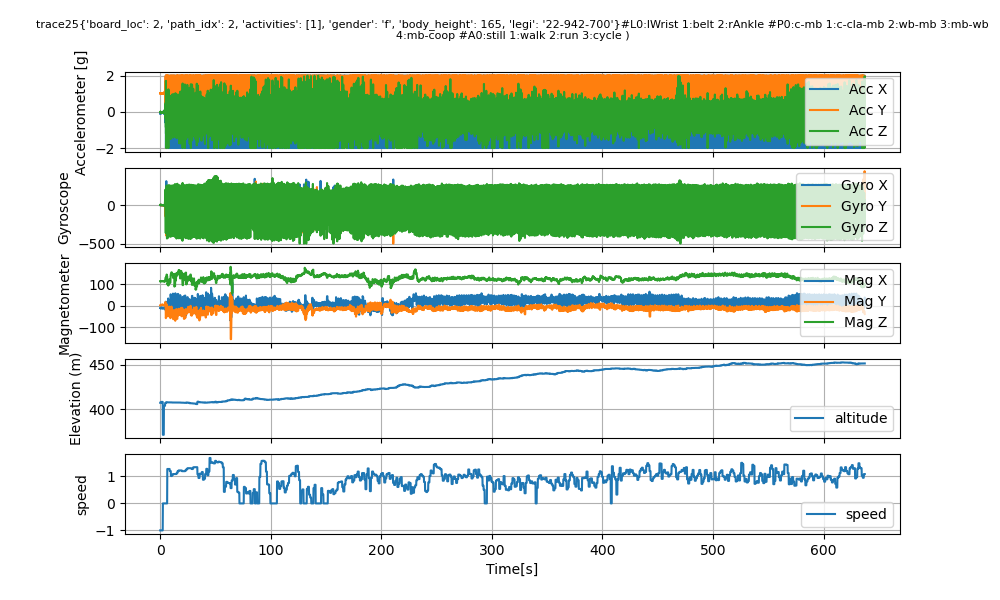 trace25{'board_loc': 2, 'path_idx': 2, 'activities': [1], 'gender': 'f', 'body_height': 165, 'legi': '22-942-700'}#L0:lWrist 1:belt 2:rAnkle #P0:c-mb 1:c-cla-mb 2:wb-mb 3:mb-wb
4:mb-coop #A0:still 1:walk 2:run 3:cycle )
Accelerometer [g]
2
0
−2
Acc X
Acc Y
Acc Z
Gyroscope
0
−500
Gyro X
Gyro Y
Gyro Z
Magnetometer
100
0
−100
Mag X
Mag Y
Mag Z
Elevation (m)
450
400
altitude
speed
1
0
−1
speed
0 100 200 300 400 500 600
Time[s]